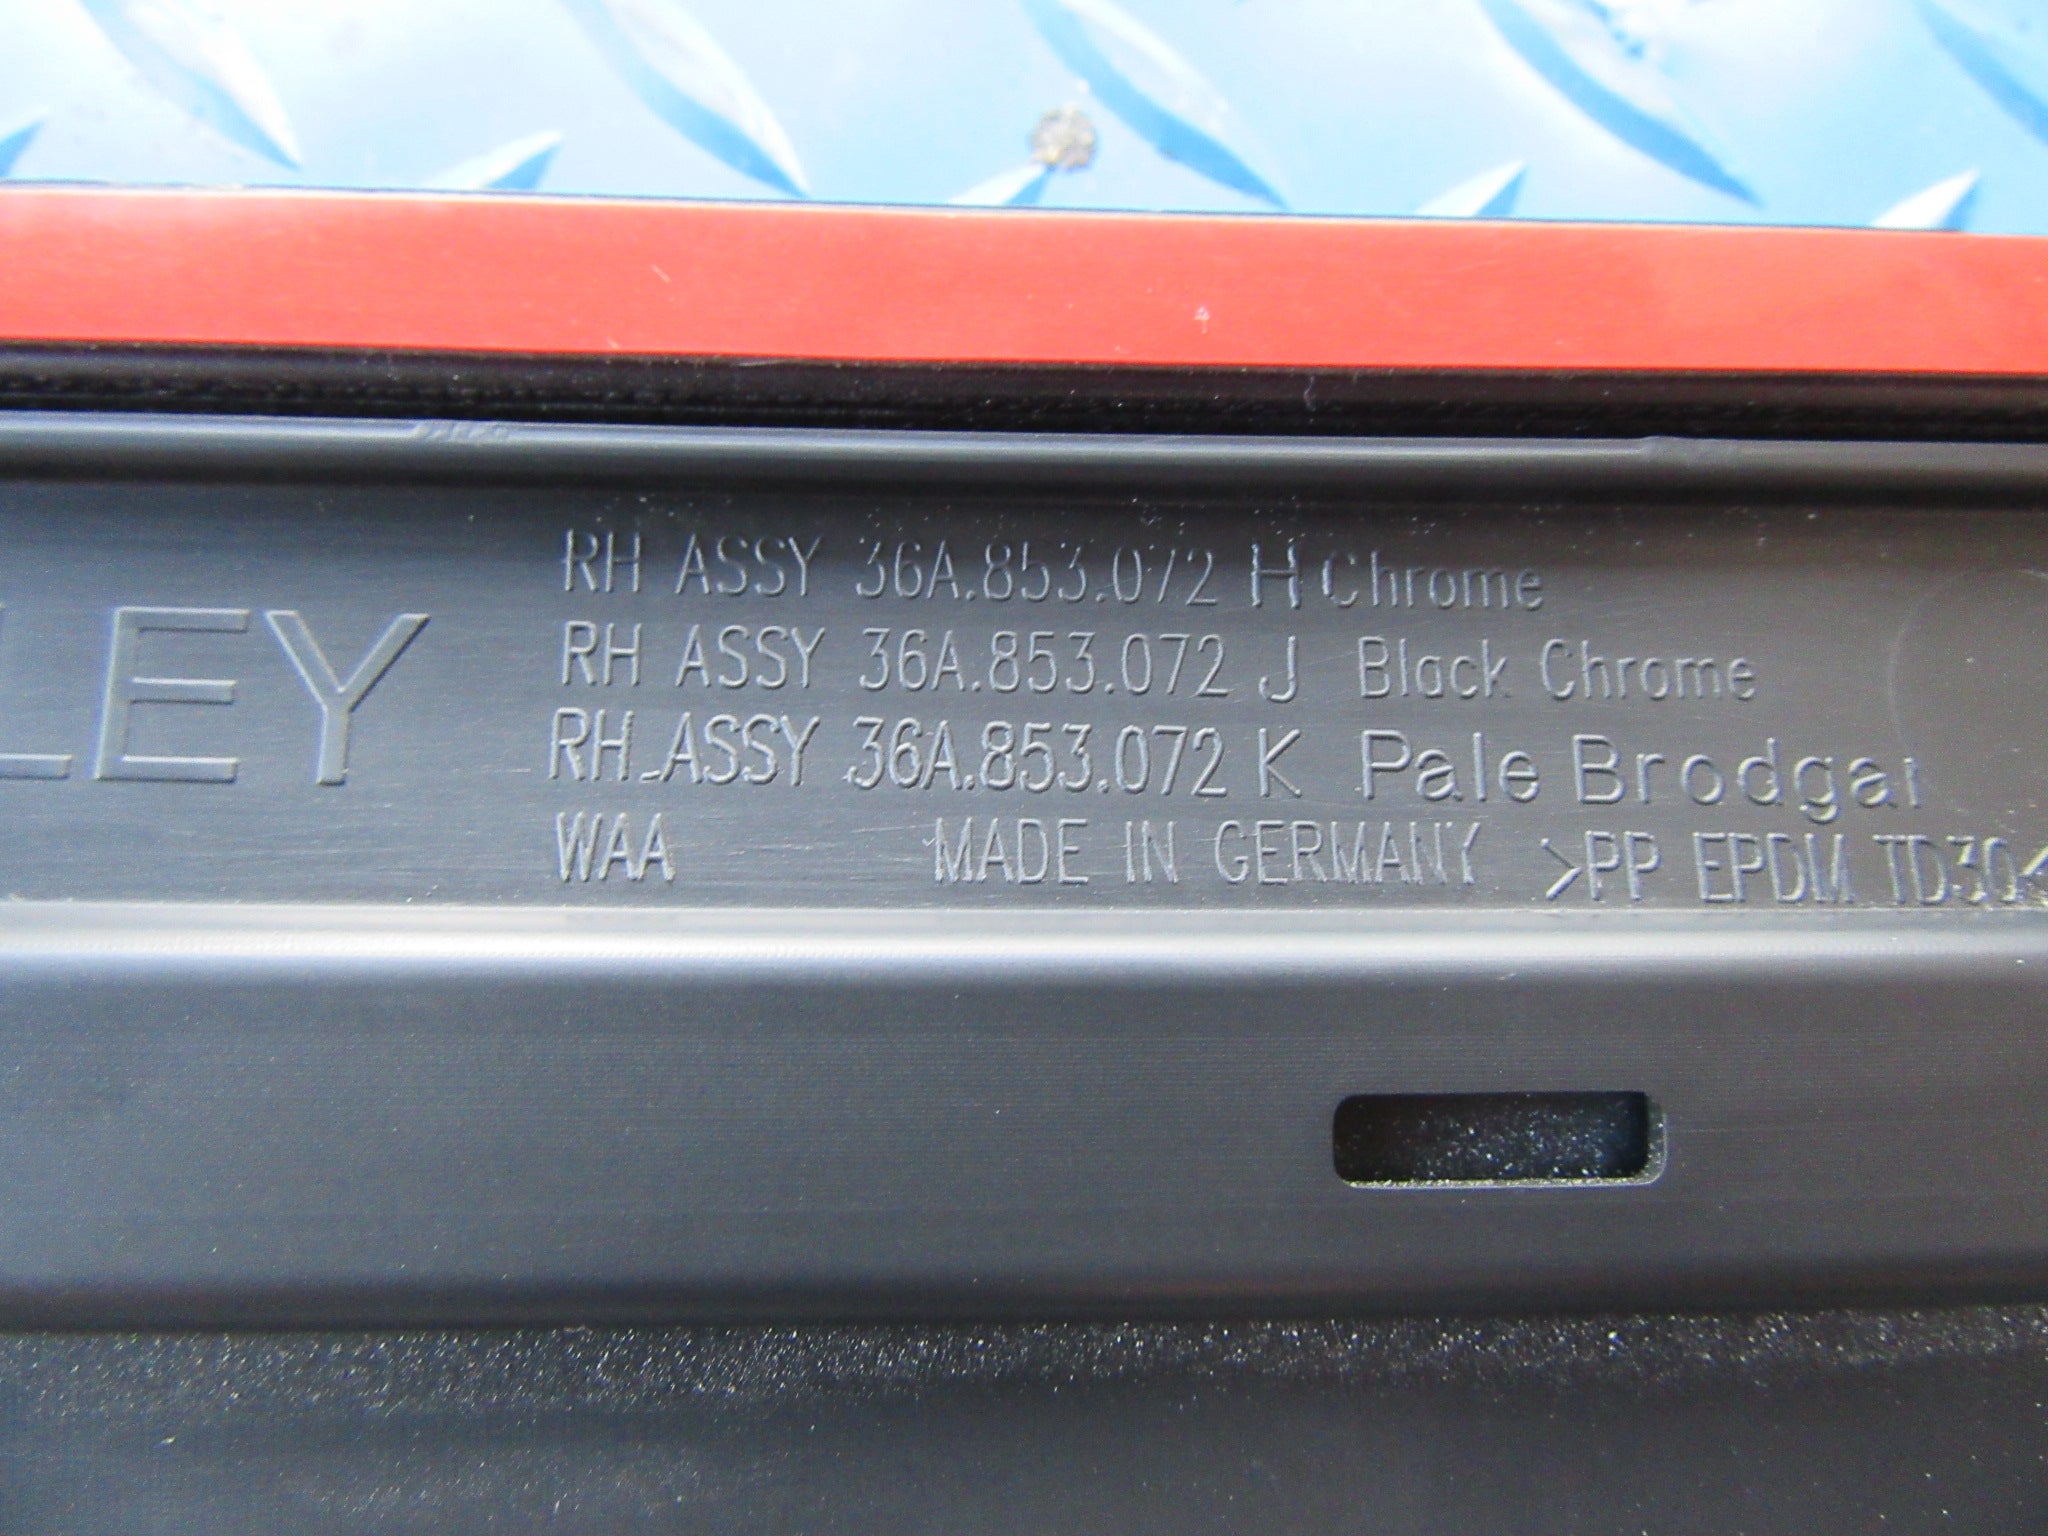 LEY
RH ASSY 36A.853.072 H Chrome
RH ASSY 36A.853.072 J Black Chrome
RH ASSY 36A.853.072 K Pale Brodgar
WAA MADE IN GERMANY >PP EPDM TD30<